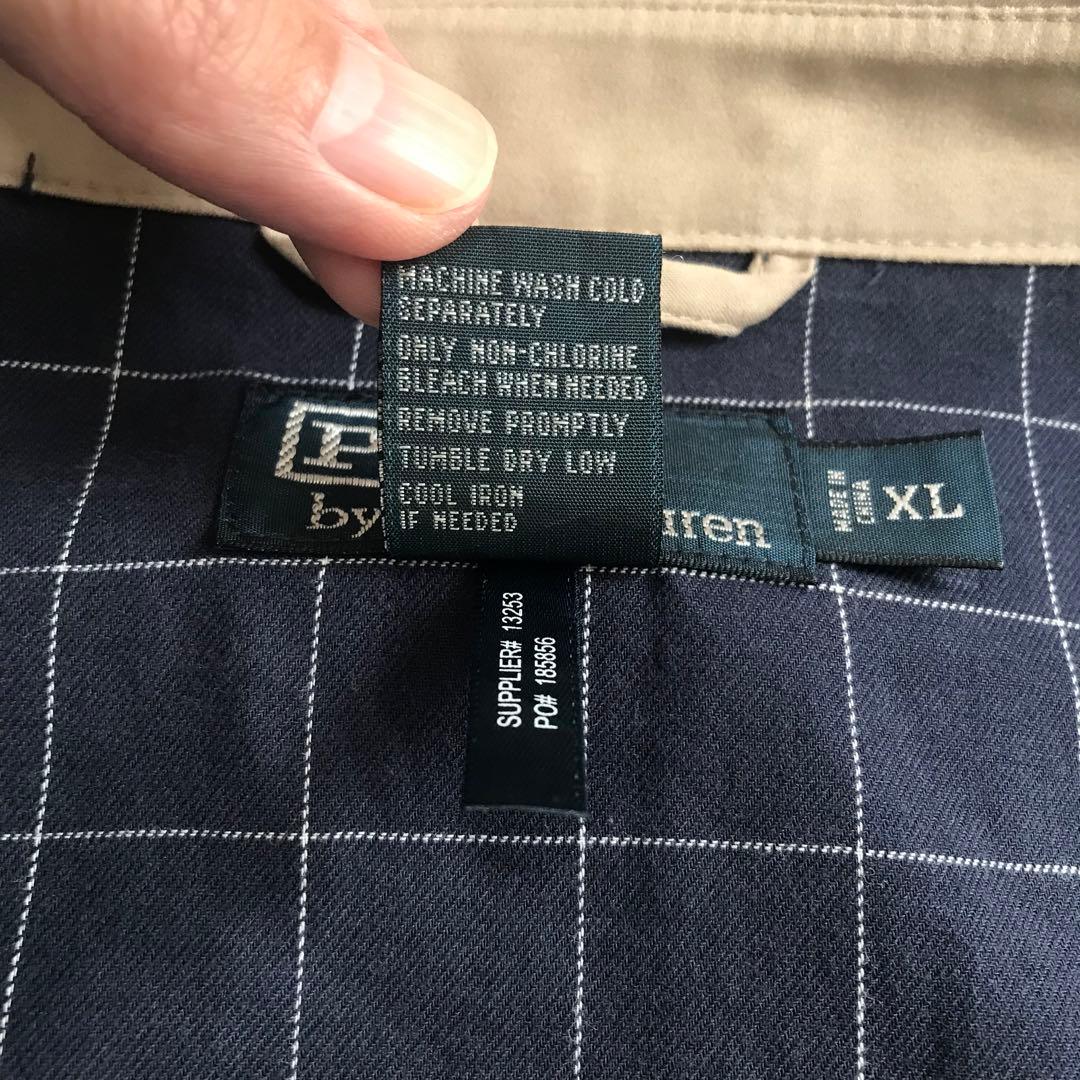 MACHINE WASH COLD
SEPARATELY
ONLY NON-CHLORINE
BLEACH WHEN NEEDED
REMOVE PROMPTLY
TUMBLE DRY LOW
COOL IRON
IF NEEDED
P
by uren
MADE IN
CHINA
XL
SUPPLIER# 13253
PO# 185856